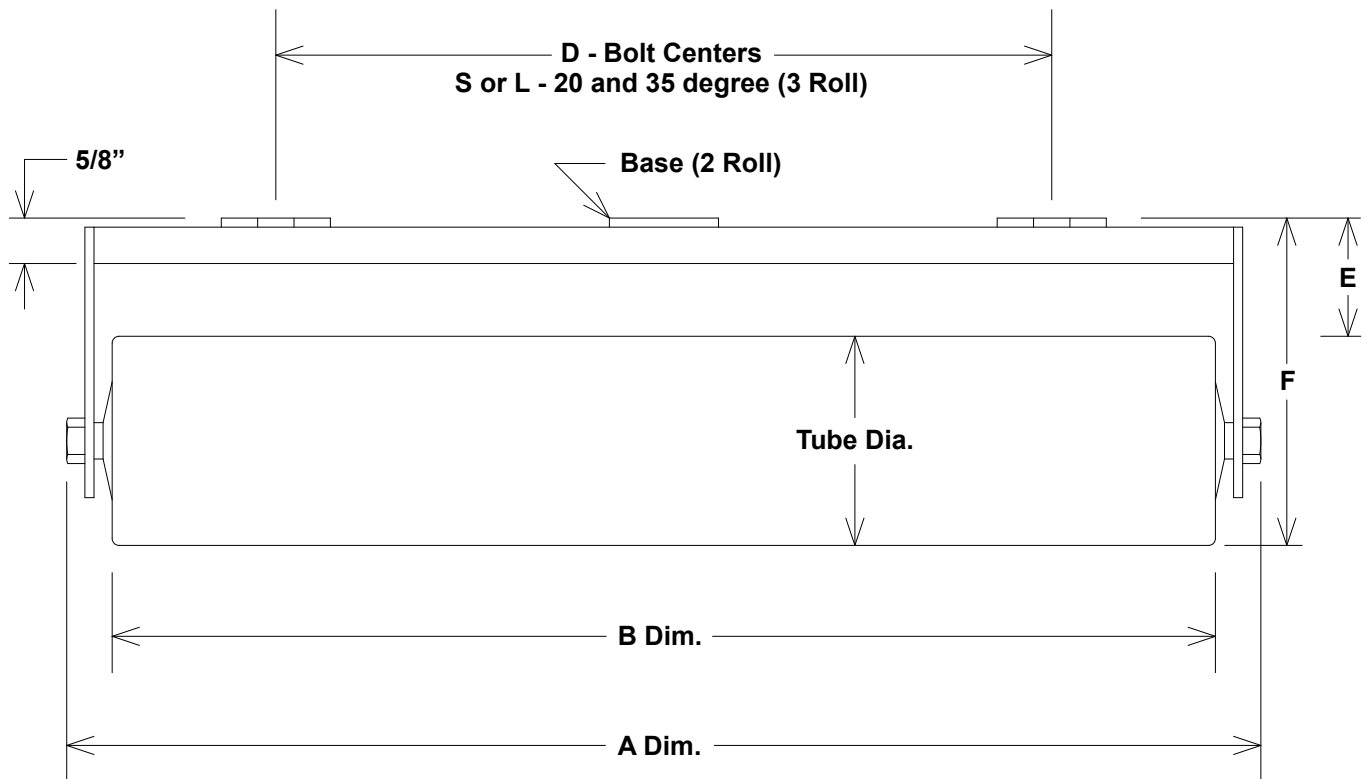 D - Bolt Centers
S or L - 20 and 35 degree (3 Roll)
5/8”
Base (2 Roll)
E
F
Tube Dia.
B Dim.
A Dim.